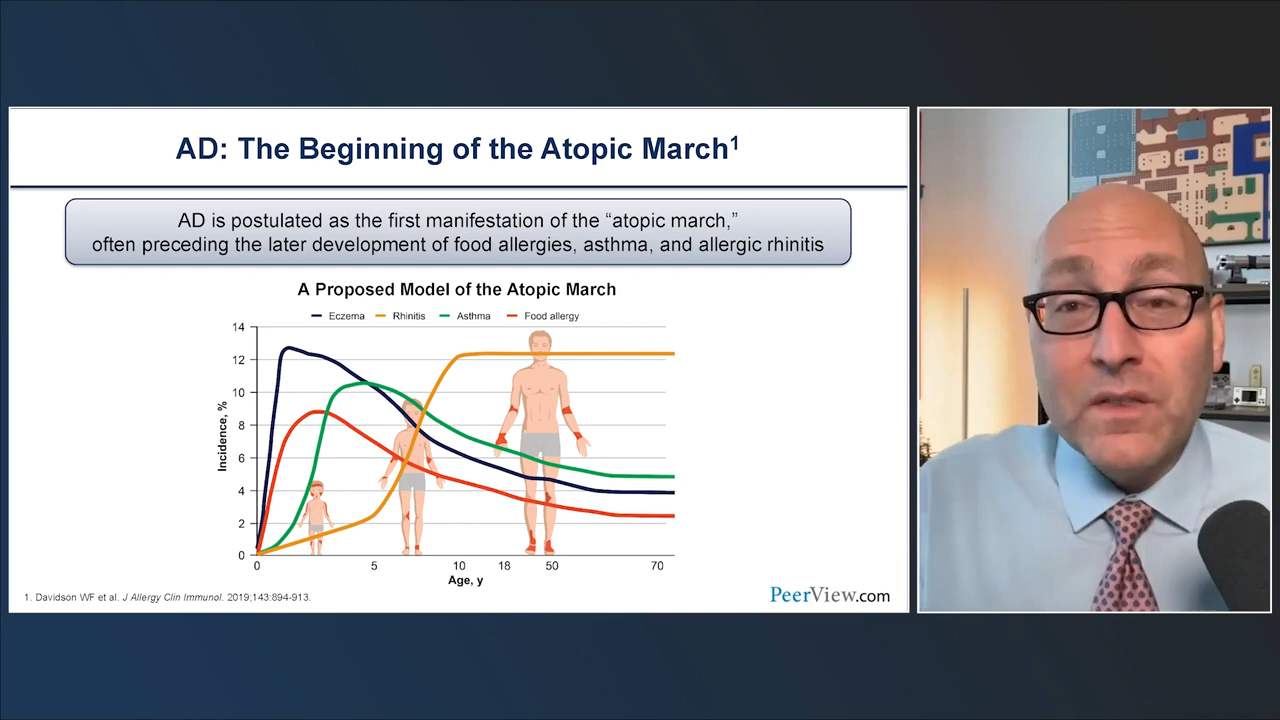 AD: The Beginning of the Atopic March1
AD is postulated as the first manifestation of the “atopic march,”
often preceding the later development of food allergies, asthma, and allergic rhinitis
A Proposed Model of the Atopic March
Eczema Rhinitis Asthma Food allergy
14
12
10
8
6
4
2
0
Incidence, %
0 5 10 18 50 70
Age, y
1. Davidson WF et al. J Allergy Clin Immunol. 2019;143:894-913.
PeerView.com